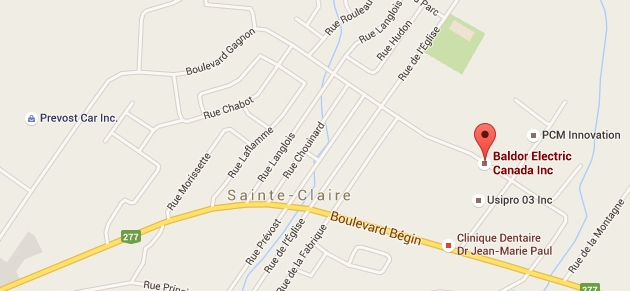 Rue Rouleau
Rue Langlois
Parc
Rue Hudon
Rue de l'Église
Boulevard Gagnon
Rue Chabot
Prevost Car Inc.
PCM Innovation
Rue Laflamme
Rue Langlois
Rue Chouinard
Baldor Electric
Canada Inc
Rue Morissette
Sainte-Claire
Usipro 03 Inc
277
Boulevard Bégin
Rue Prévost
Rue de l'Église
Rue de la Fabrique
Clinique Dentaire
Dr Jean-Marie Paul
Rue de la Montagne
Rue Princi
277